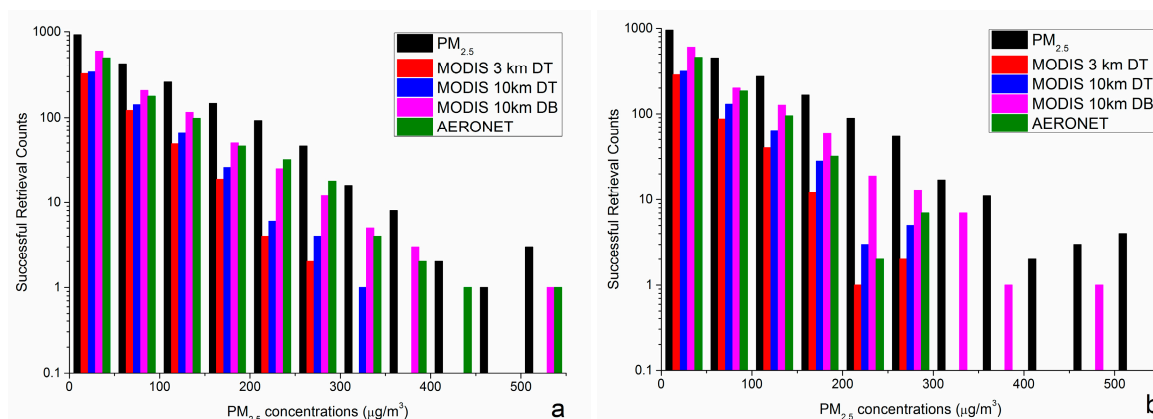 1000
100
10
1
0.1
Successful Retrieval Counts
PM2.5
MODIS 3 km DT
MODIS 10km DT
MODIS 10km DB
AERONET
0 100 200 300 400 500
PM2.5 concentrations (μg/m³)
a
1000
100
10
1
0.1
Successful Retrieval Counts
PM2.5
MODIS 3 km DT
MODIS 10km DT
MODIS 10km DB
AERONET
0 100 200 300 400 500
PM2.5 concentrations (μg/m³)
b